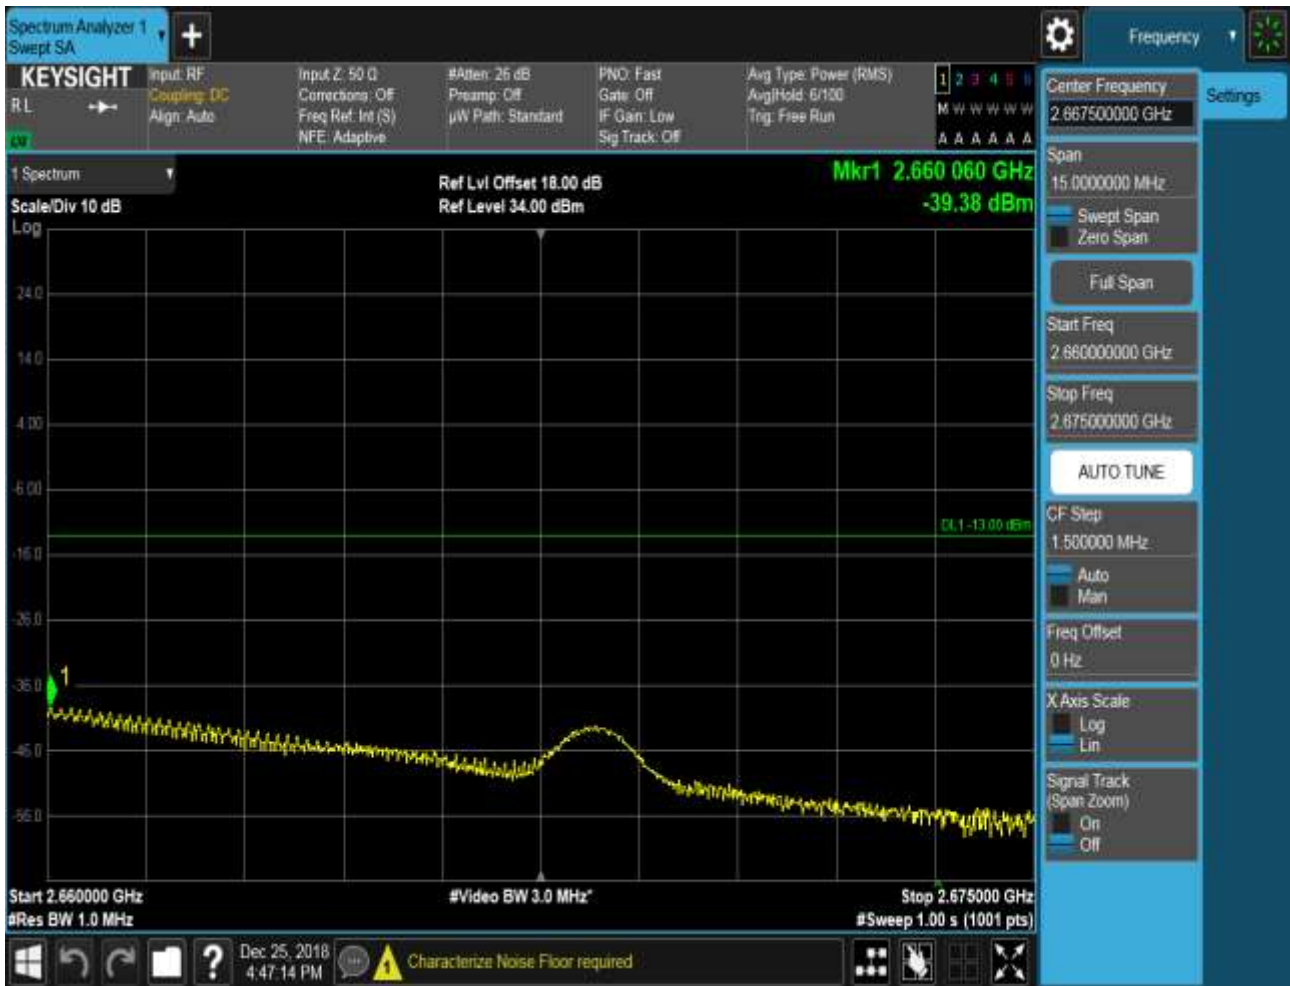 Spectrum Analyzer 1
Swept SA
Frequency
KEYSIGHT
R L
Input: RF
Coupling: DC
Align: Auto
Input Z: 50 Ω
Corrections: Off
Freq Ref: Int (S)
NFE: Adaptive
#Atten: 26 dB
Preamp: Off
µW Path: Standard
PNO: Fast
Gate: Off
IF Gain: Low
Sig Track: Off
Avg Type: Power (RMS)
Avg|Hold: 6/100
Trig: Free Run
1 2 3 4 5 6
M W W W W W
A A A A A A
1 Spectrum
Scale/Div 10 dB
Log
Ref Lvl Offset 18.00 dB
Ref Level 34.00 dBm
Mkr1 2.660 060 GHz
-39.38 dBm
24.0
14.0
4.00
-6.00
-16.0
-26.0
-36.0
-46.0
-56.0
DL1 -13.00 dBm
1
Start 2.660000 GHz
#Res BW 1.0 MHz
#Video BW 3.0 MHz*
Stop 2.675000 GHz
#Sweep 1.00 s (1001 pts)
Center Frequency
2.667500000 GHz
Settings
Span
15.0000000 MHz
Swept Span
Zero Span
Full Span
Start Freq
2.660000000 GHz
Stop Freq
2.675000000 GHz
AUTO TUNE
CF Step
1.500000 MHz
Auto
Man
Freq Offset
0 Hz
X Axis Scale
Log
Lin
Signal Track
(Span Zoom)
On
Off
?
Dec 25, 2018
4:47:14 PM
1
Characterize Noise Floor required